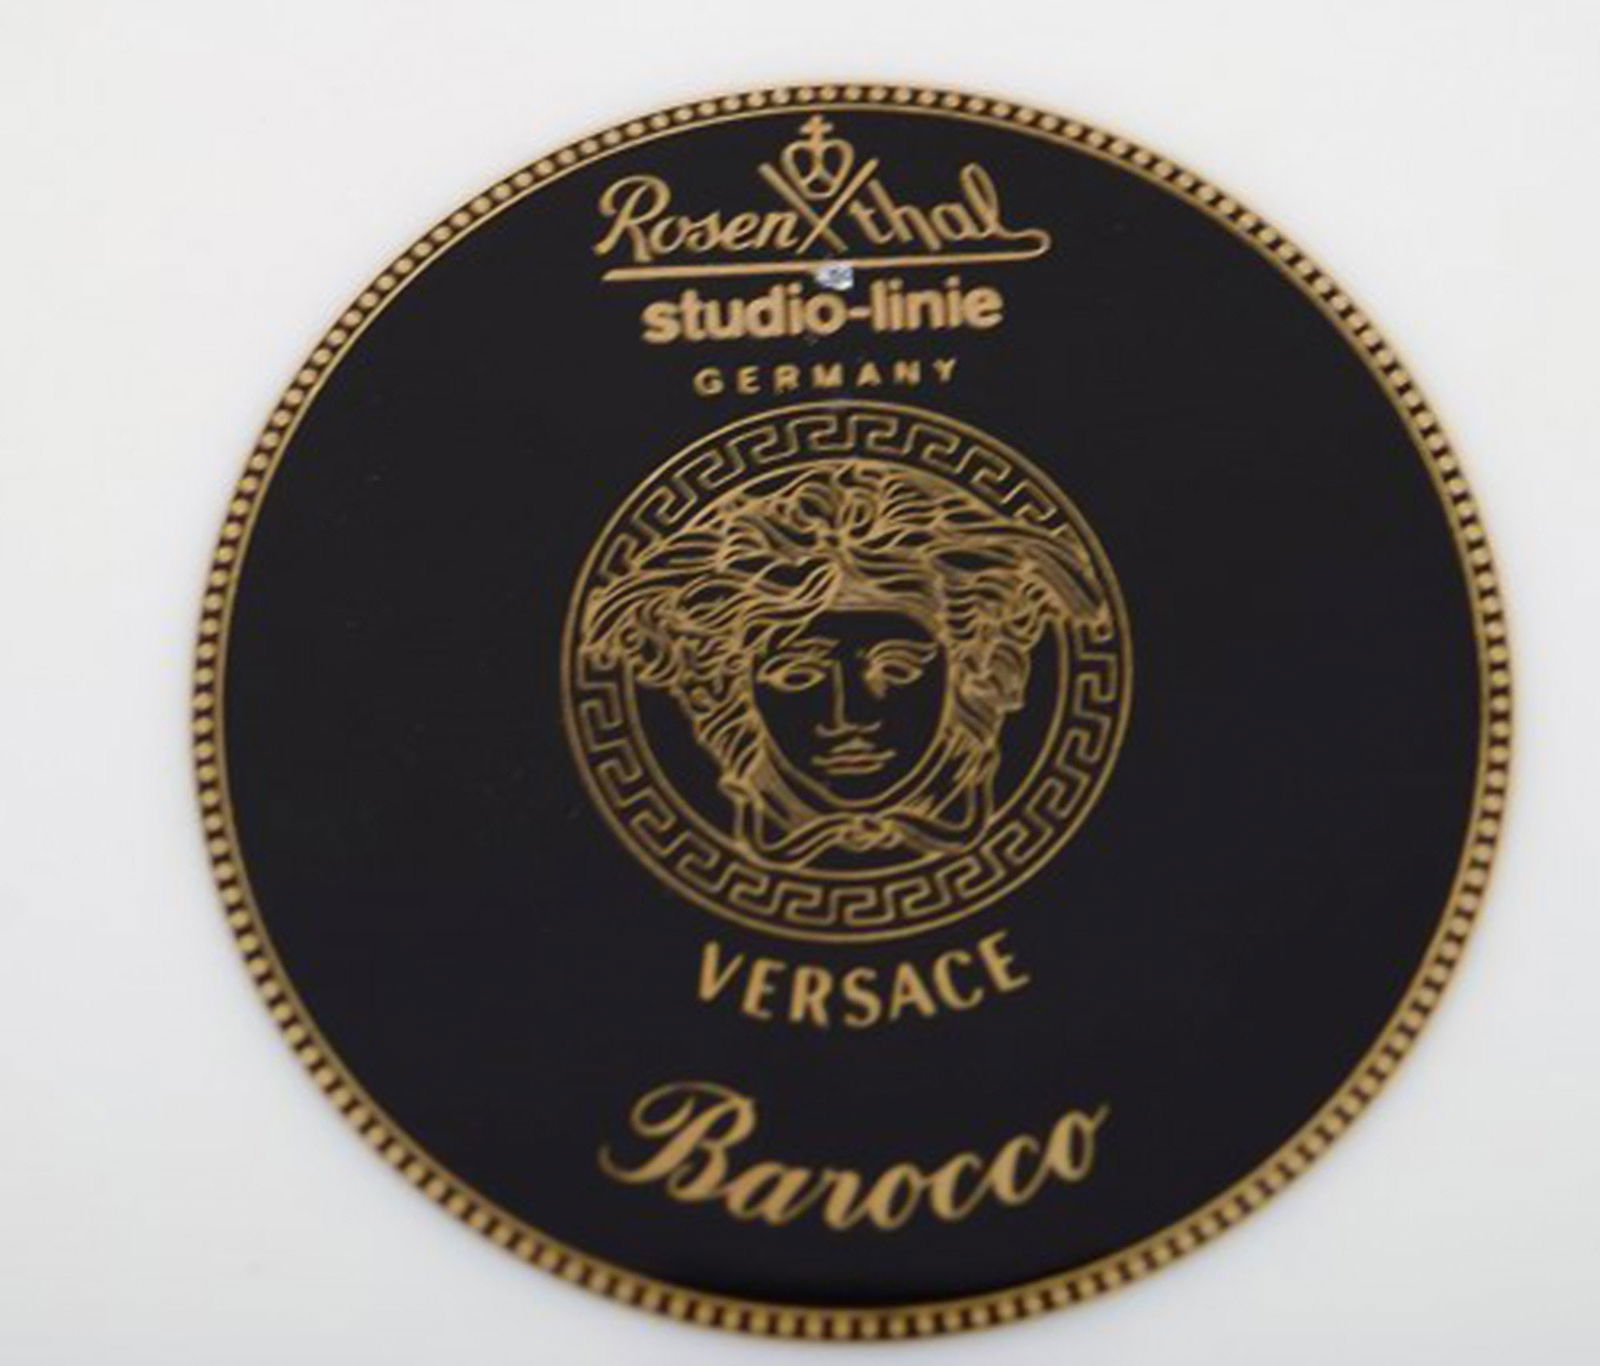 Rosenthal
studio-linie
GERMANY
VERSACE
Barocco